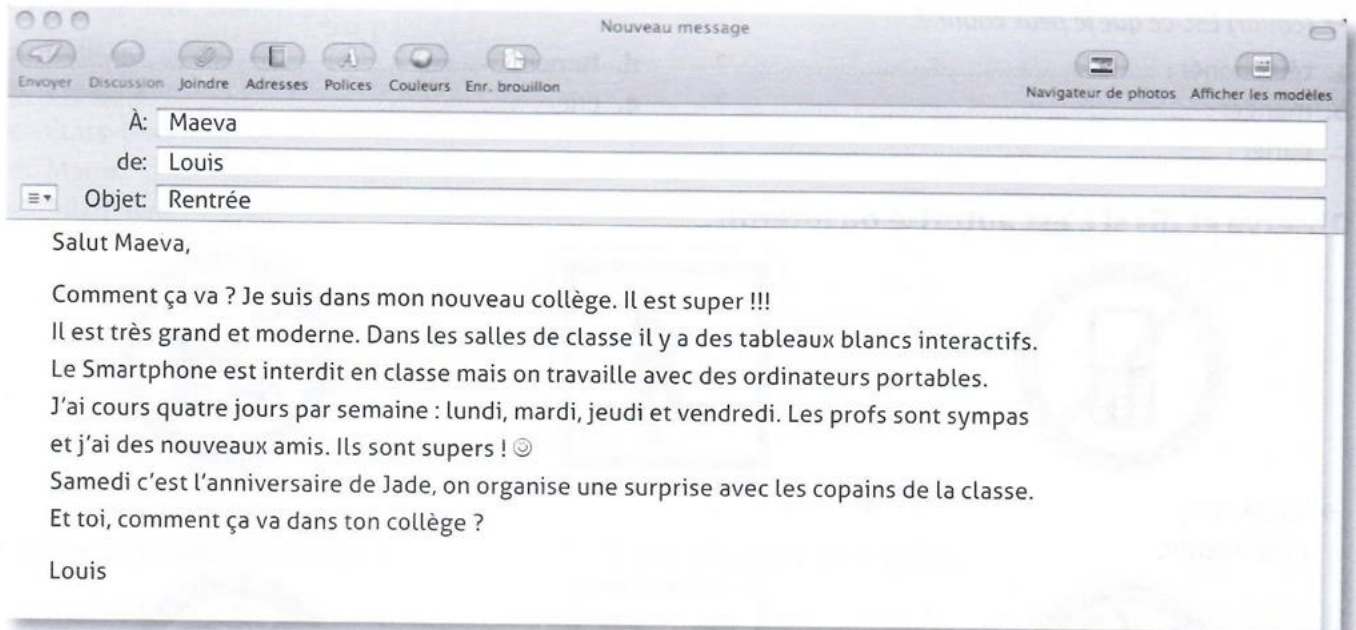 Nouveau message
Envoyer Discussion Joindre Adresses Polices Couleurs Enr. brouillon
Navigateur de photos Afficher les modèles
À: Maeva
de: Louis
Objet: Rentrée
Salut Maeva,
Comment ça va ? Je suis dans mon nouveau collège. Il est super !!!
Il est très grand et moderne. Dans les salles de classe il y a des tableaux blancs interactifs.
Le Smartphone est interdit en classe mais on travaille avec des ordinateurs portables.
J'ai cours quatre jours par semaine : lundi, mardi, jeudi et vendredi. Les profs sont sympas
et j'ai des nouveaux amis. Ils sont supers ! ☺
Samedi c'est l'anniversaire de Jade, on organise une surprise avec les copains de la classe.
Et toi, comment ça va dans ton collège ?
Louis